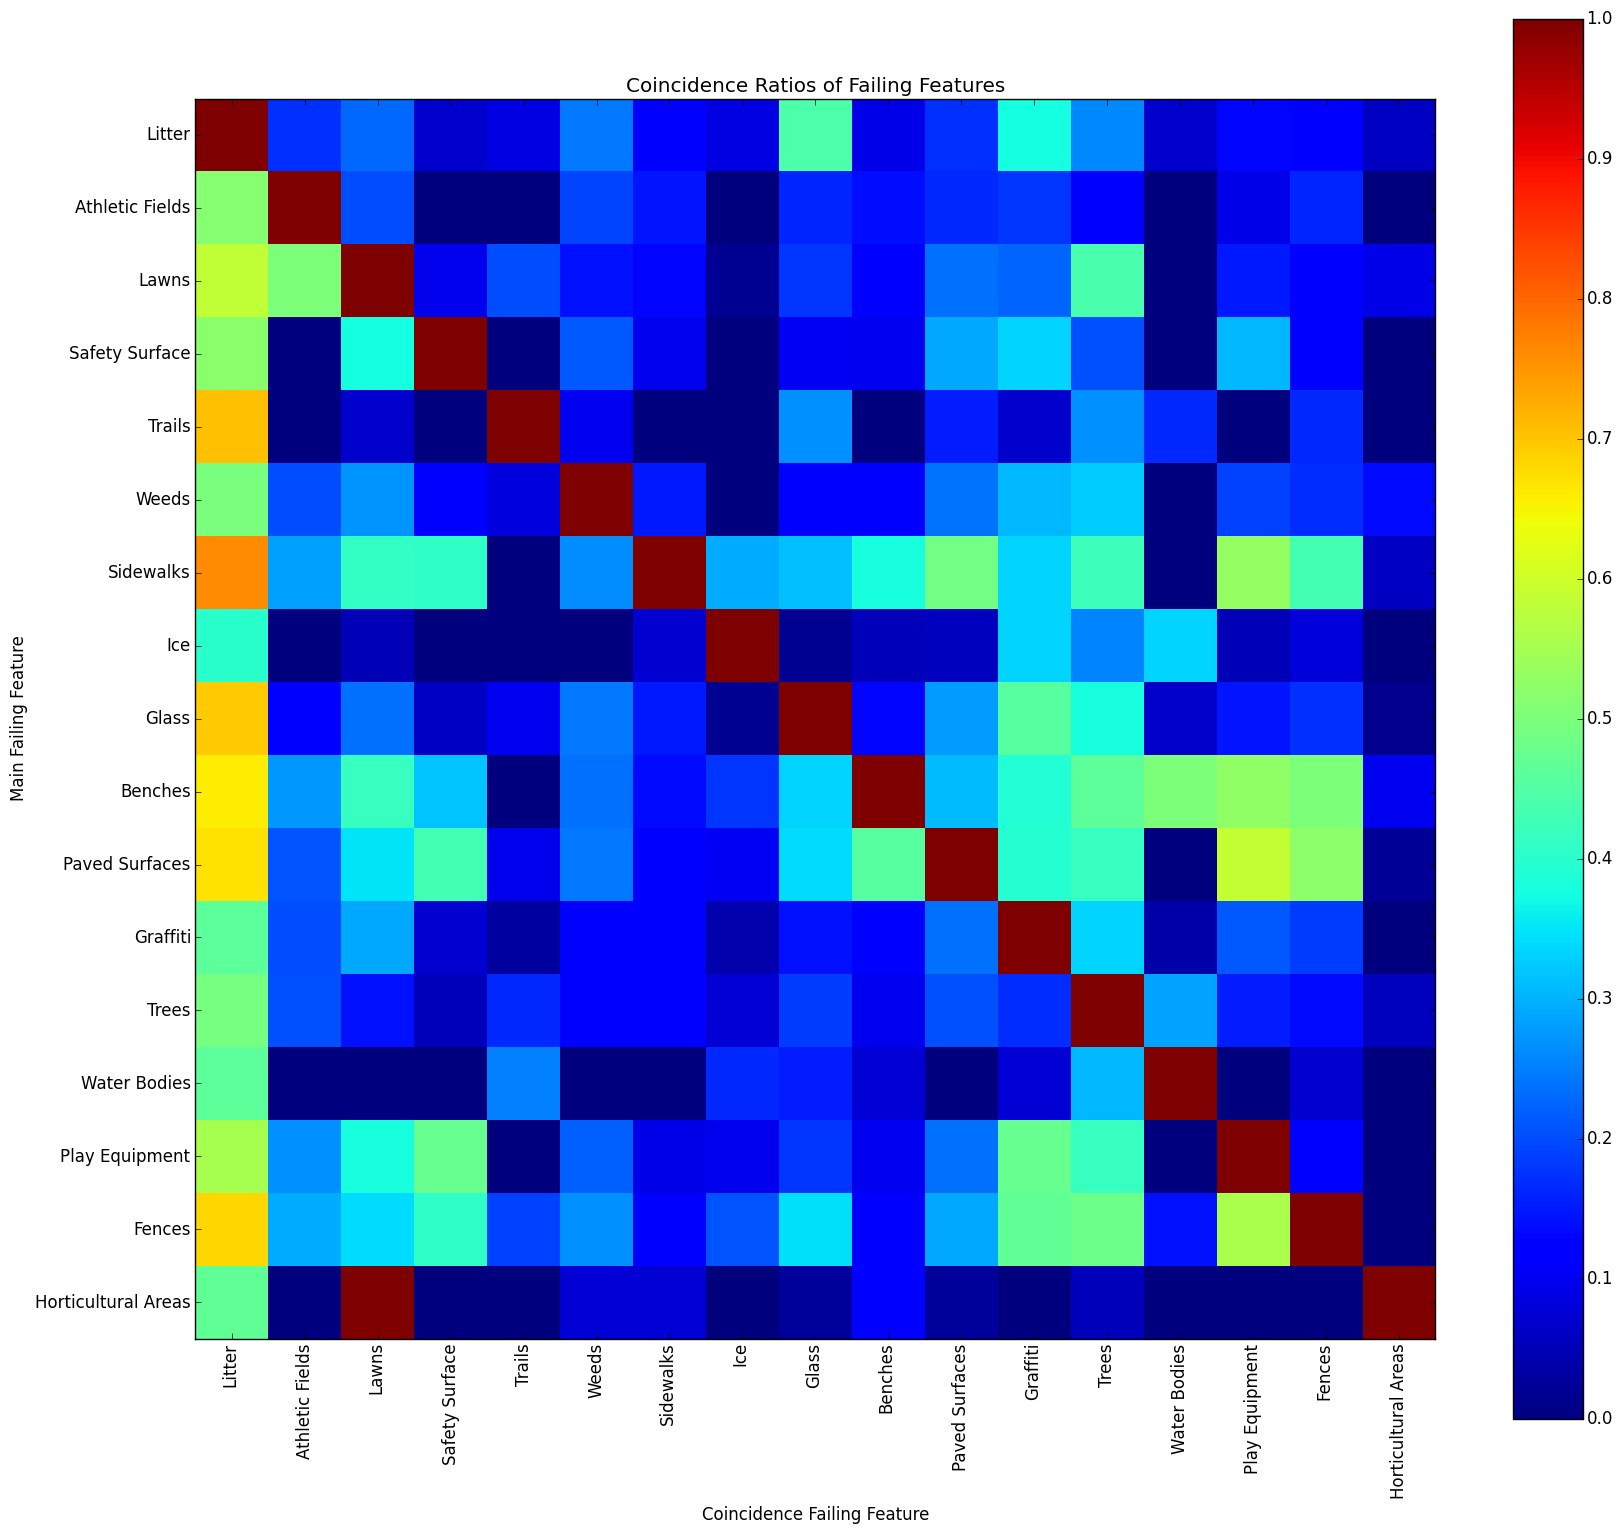 Coincidence Ratios of Failing Features
Main Failing Feature
Litter
Athletic Fields
Lawns
Safety Surface
Trails
Weeds
Sidewalks
Ice
Glass
Benches
Paved Surfaces
Graffiti
Trees
Water Bodies
Play Equipment
Fences
Horticultural Areas
Litter
Athletic Fields
Lawns
Safety Surface
Trails
Weeds
Sidewalks
Ice
Glass
Benches
Paved Surfaces
Graffiti
Trees
Water Bodies
Play Equipment
Fences
Horticultural Areas
Coincidence Failing Feature
1.0
0.9
0.8
0.7
0.6
0.5
0.4
0.3
0.2
0.1
0.0